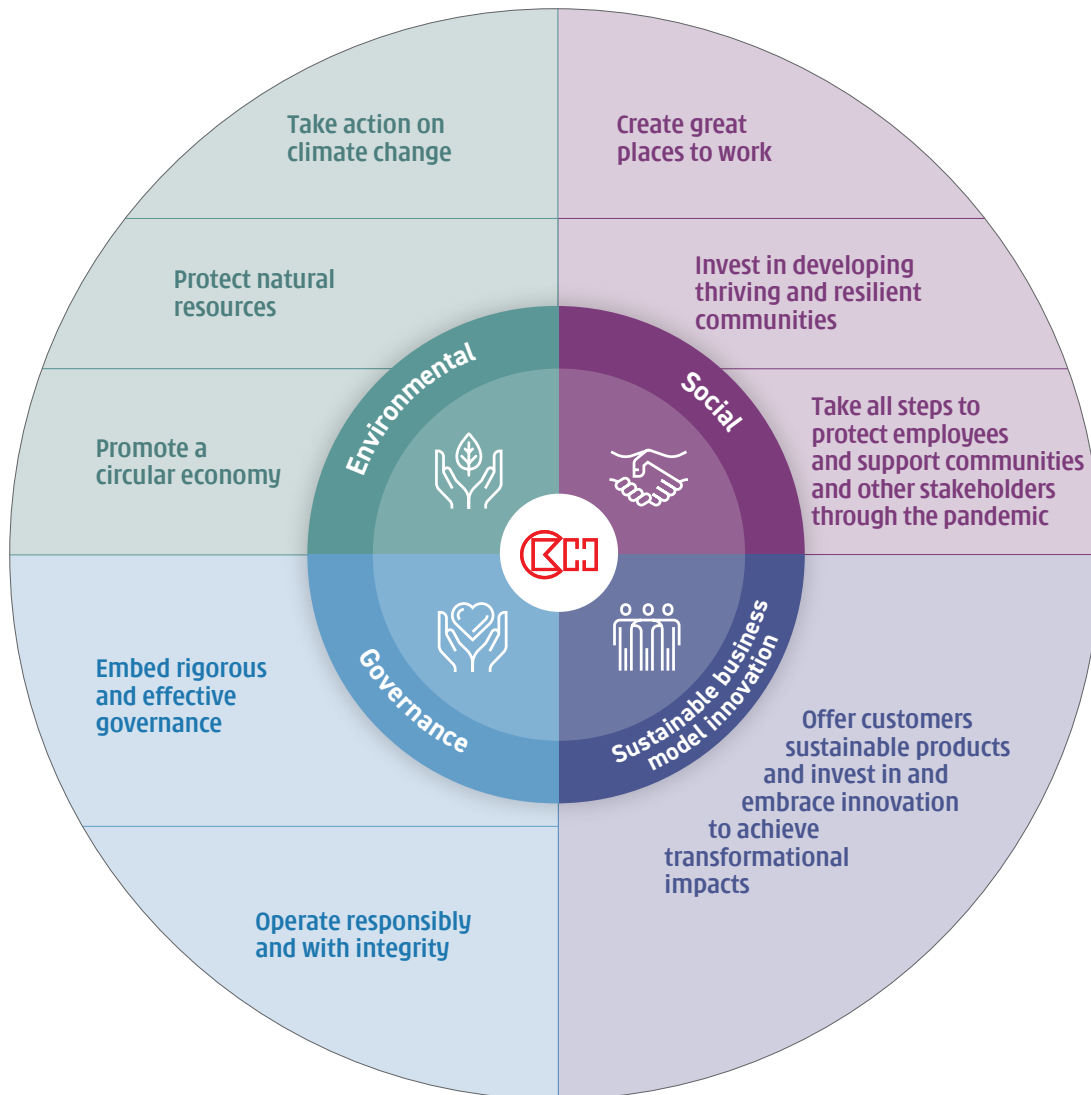 Take action on
climate change
Protect natural
resources
Promote a
circular economy
Environmental
Create great
places to work
Invest in developing
thriving and resilient
communities
Take all steps to
protect employees
and support communities
and other stakeholders
through the pandemic
Social
CKH
Embed rigorous
and effective
governance
Operate responsibly
and with integrity
Governance
Sustainable business
model innovation
Offer customers
sustainable products
and invest in and
embrace innovation
to achieve
transformational
impacts